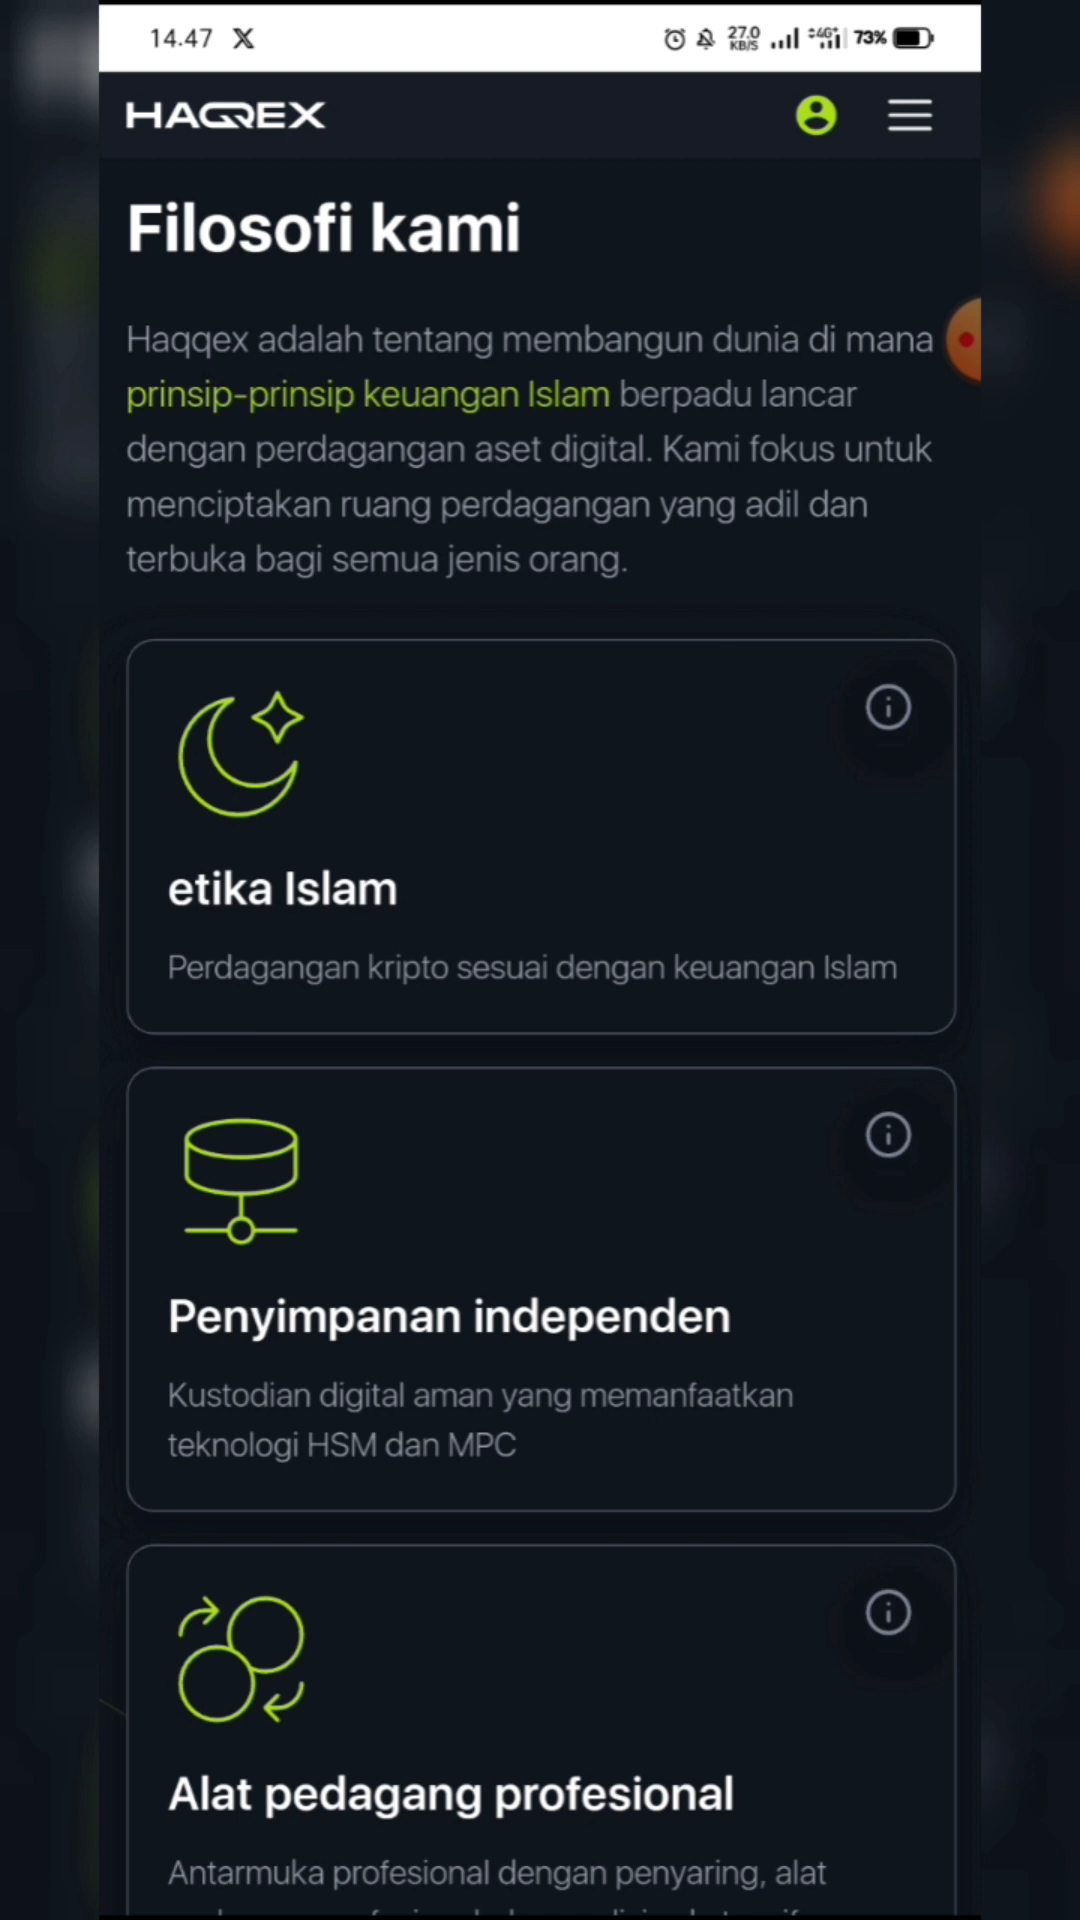 14.47 X 27.0 KB/S 4G+ 73%
HAQQEX
Filosofi kami
Haqqex adalah tentang membangun dunia di mana
prinsip-prinsip keuangan Islam berpadu lancar
dengan perdagangan aset digital. Kami fokus untuk
menciptakan ruang perdagangan yang adil dan
terbuka bagi semua jenis orang.
etika Islam
Perdagangan kripto sesuai dengan keuangan Islam
Penyimpanan independen
Kustodian digital aman yang memanfaatkan
teknologi HSM dan MPC
Alat pedagang profesional
Antarmuka profesional dengan penyaring, alat